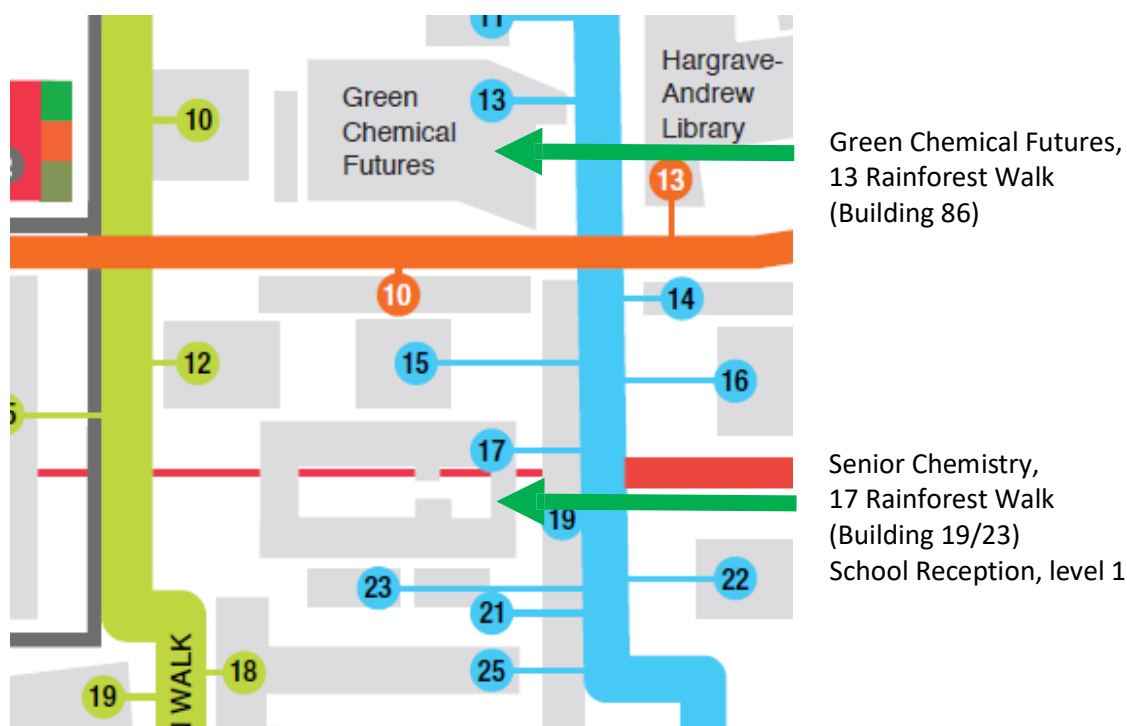 11
13
Green
Chemical
Futures
Hargrave-
Andrew
Library
10
13
Green Chemical Futures,
13 Rainforest Walk
(Building 86)
10
14
12
15
16
17
19
Senior Chemistry,
17 Rainforest Walk
(Building 19/23)
School Reception, level 1
23
22
21
18
25
19
WALK